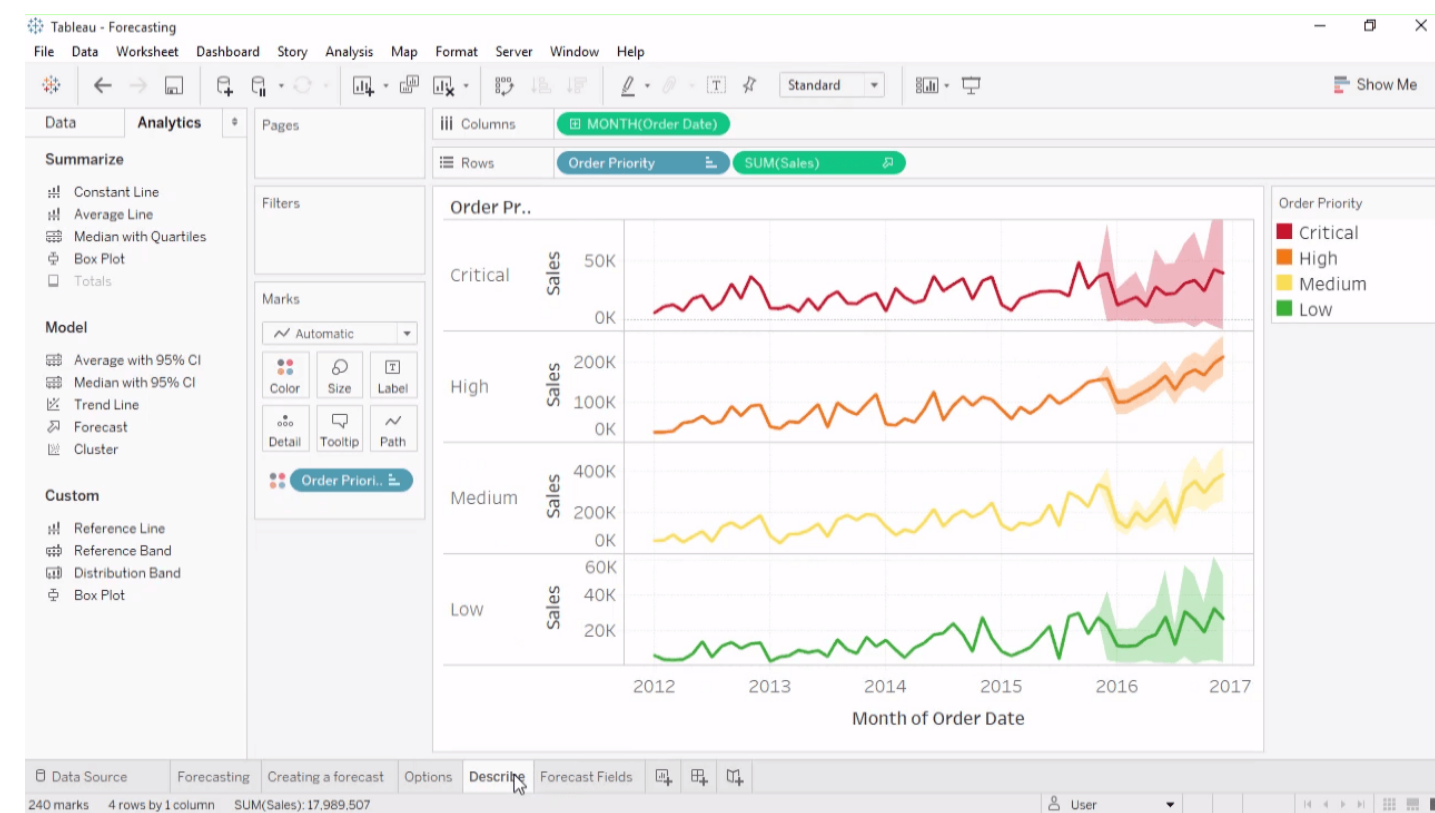 Tableau - Forecasting
File Data Worksheet Dashboard Story Analysis Map Format Server Window Help
Standard
Show Me
Data Analytics
Pages
Columns
MONTH(Order Date)
Rows
Order Priority
SUM(Sales)
Summarize
Constant Line
Average Line
Median with Quartiles
Box Plot
Totals
Model
Average with 95% CI
Median with 95% CI
Trend Line
Forecast
Cluster
Custom
Reference Line
Reference Band
Distribution Band
Box Plot
Filters
Marks
Automatic
Color Size Label
Detail Tooltip Path
Order Priori..
Order Pr..
Critical
Sales
50K
0K
High
Sales
200K
100K
0K
Medium
Sales
400K
200K
0K
Low
Sales
60K
40K
20K
2012 2013 2014 2015 2016 2017
Month of Order Date
Order Priority
Critical
High
Medium
Low
Data Source Forecasting Creating a forecast Options Describe Forecast Fields
240 marks 4 rows by 1 column SUM(Sales): 17,989,507
User